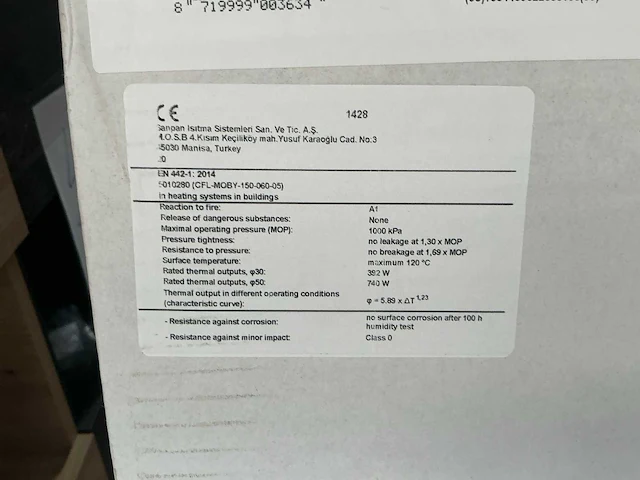 8" 719999"003634
CE 1428
Sanpan Isıtma Sistemleri San. Ve Tic. A.Ş.
.O.S.B 4.Kısım Keçiliköy mah.Yusuf Karaoğlu Cad. No:3
5030 Manisa, Turkey
0
EN 442-1: 2014
5010280 (CFL-MOBY-150-060-05)
In heating systems in buildings
Reaction to fire: A1
Release of dangerous substances: None
Maximal operating pressure (MOP): 1000 kPa
Pressure tightness: no leakage at 1,30 x MOP
Resistance to pressure: no breakage at 1,69 x MOP
Surface temperature: maximum 120 °C
Rated thermal outputs, φ30: 392 W
Rated thermal outputs, φ50: 740 W
Thermal output in different operating conditions
(characteristic curve): φ = 5.89 x ΔT 1,23
- Resistance against corrosion: no surface corrosion after 100 h
humidity test
- Resistance against minor impact: Class 0